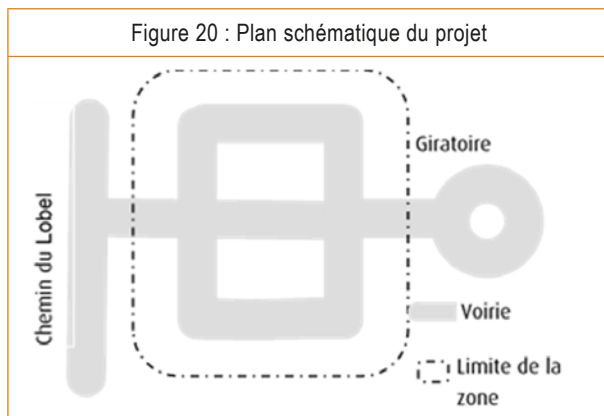 Figure 20 : Plan schématique du projet
Giratoire
Chemin du Lobel
Voirie
Limite de la
zone